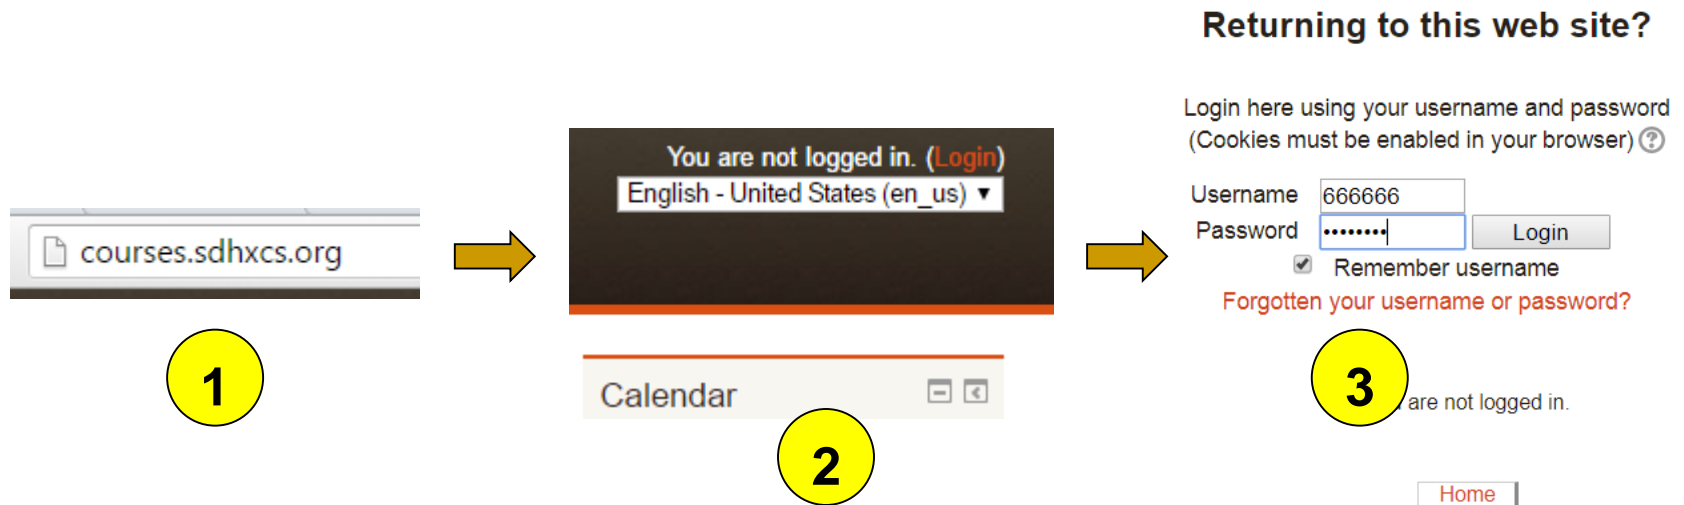 courses.sdhxcs.org
1
You are not logged in. (Login)
English - United States (en_us)
Calendar
2
Returning to this web site?
Login here using your username and password
(Cookies must be enabled in your browser) ?
Username 666666
Password ••••••••
Login
Remember username
Forgotten your username or password?
3
are not logged in.
Home